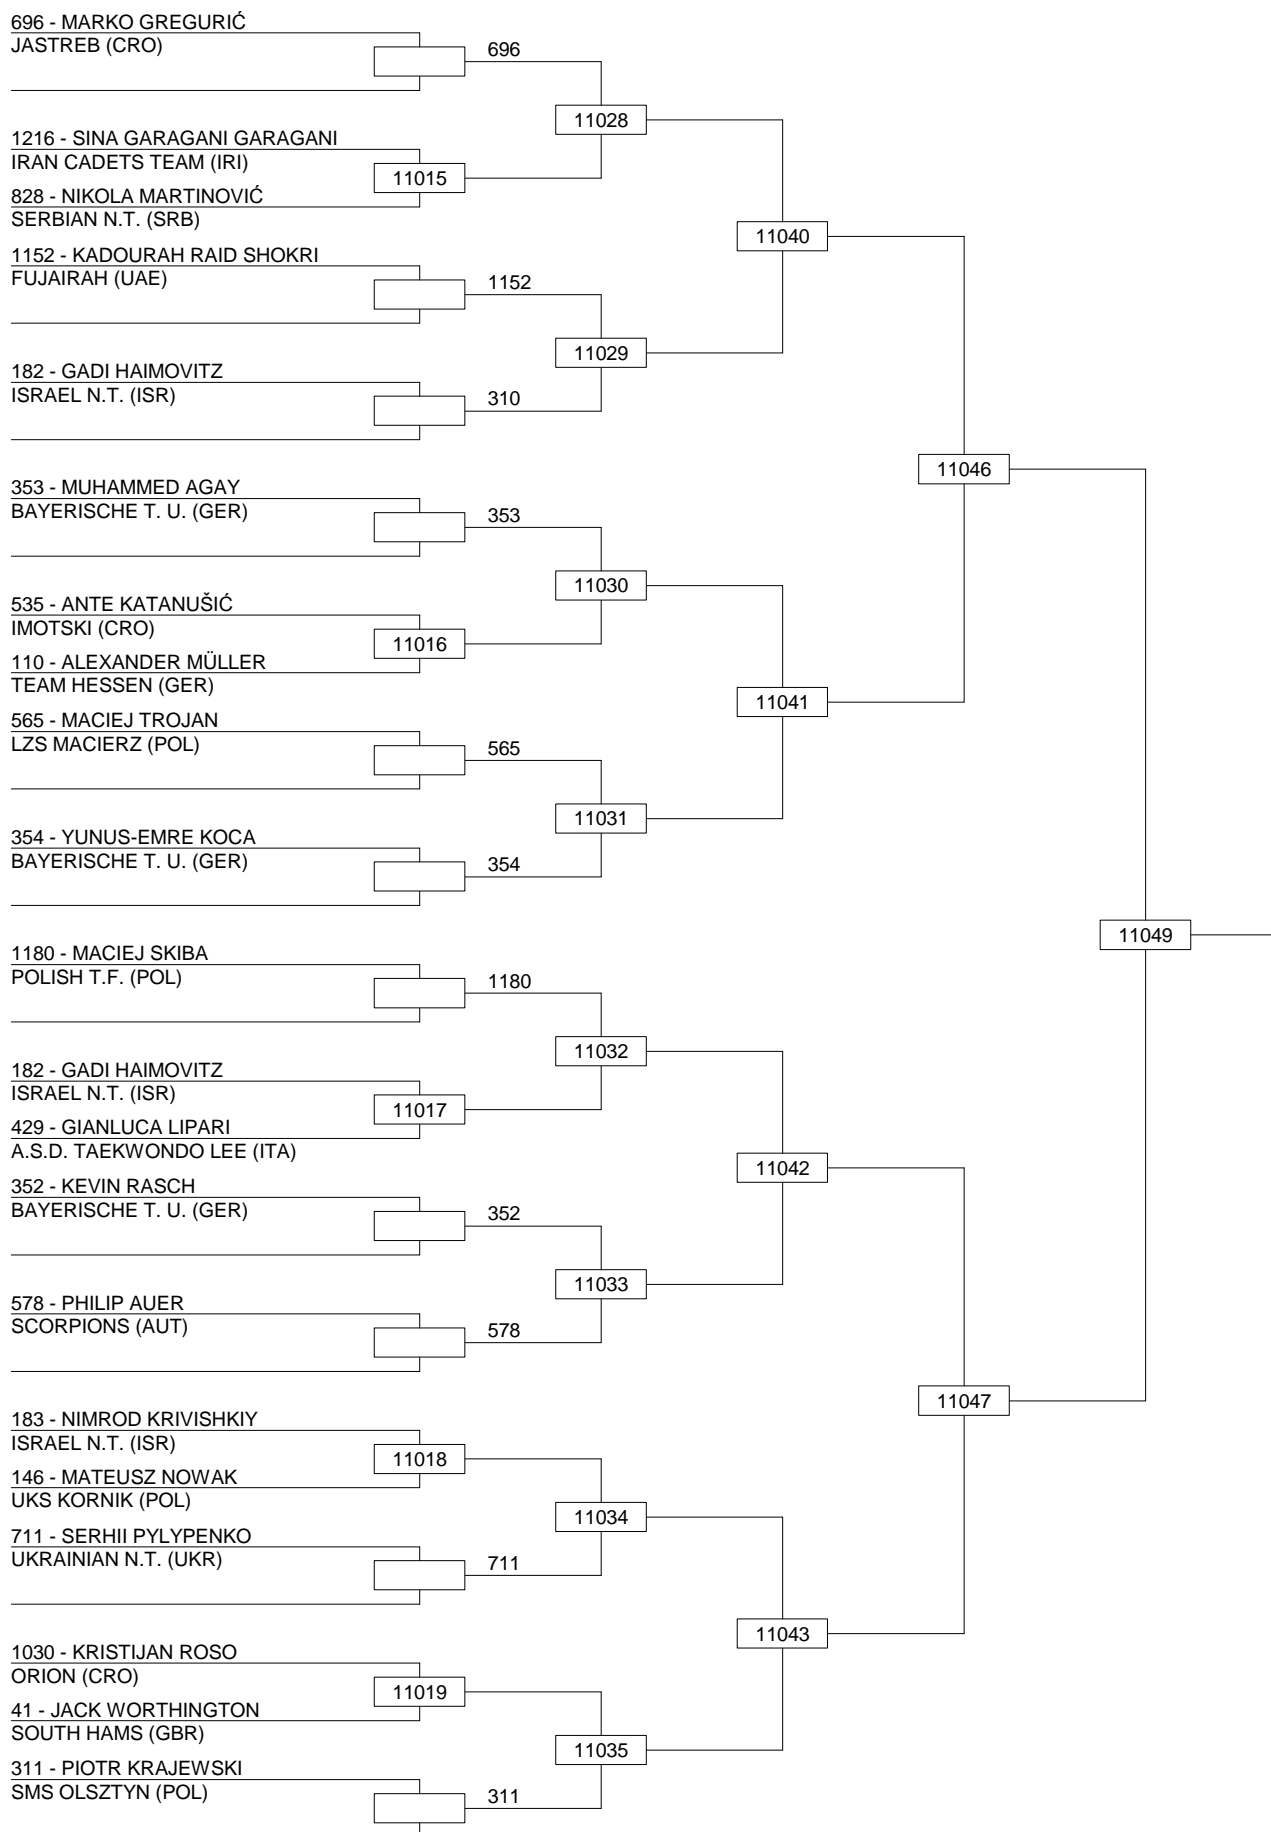 696 - MARKO GREGURIĆ
JASTREB (CRO)
696
11028
1216 - SINA GARAGANI GARAGANI
IRAN CADETS TEAM (IRI)
11015
828 - NIKOLA MARTINOVIĆ
SERBIAN N.T. (SRB)
11040
1152 - KADOURAH RAID SHOKRI
FUJAIRAH (UAE)
1152
11029
182 - GADI HAIMOVITZ
ISRAEL N.T. (ISR)
310
11046
353 - MUHAMMED AGAY
BAYERISCHE T. U. (GER)
353
11030
535 - ANTE KATANUŠIĆ
IMOTSKI (CRO)
11016
110 - ALEXANDER MÜLLER
TEAM HESSEN (GER)
11041
565 - MACIEJ TROJAN
LZS MACIERZ (POL)
565
11031
354 - YUNUS-EMRE KOCA
BAYERISCHE T. U. (GER)
354
11049
1180 - MACIEJ SKIBA
POLISH T.F. (POL)
1180
11032
182 - GADI HAIMOVITZ
ISRAEL N.T. (ISR)
11017
429 - GIANLUCA LIPARI
A.S.D. TAEKWONDO LEE (ITA)
11042
352 - KEVIN RASCH
BAYERISCHE T. U. (GER)
352
11033
578 - PHILIP AUER
SCORPIONS (AUT)
578
11047
183 - NIMROD KRIVISHKIY
ISRAEL N.T. (ISR)
11018
146 - MATEUSZ NOWAK
UKS KORNIK (POL)
11034
711 - SERHII PYLYPENKO
UKRAINIAN N.T. (UKR)
711
11043
1030 - KRISTIJAN ROSO
ORION (CRO)
11019
41 - JACK WORTHINGTON
SOUTH HAMS (GBR)
11035
311 - PIOTR KRAJEWSKI
SMS OLSZTYN (POL)
311